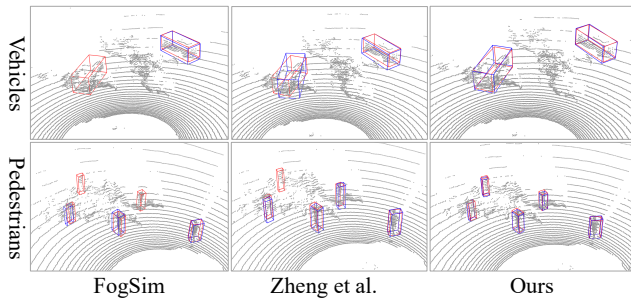 Vehicles
Pedestrians
FogSim
Zheng et al.
Ours